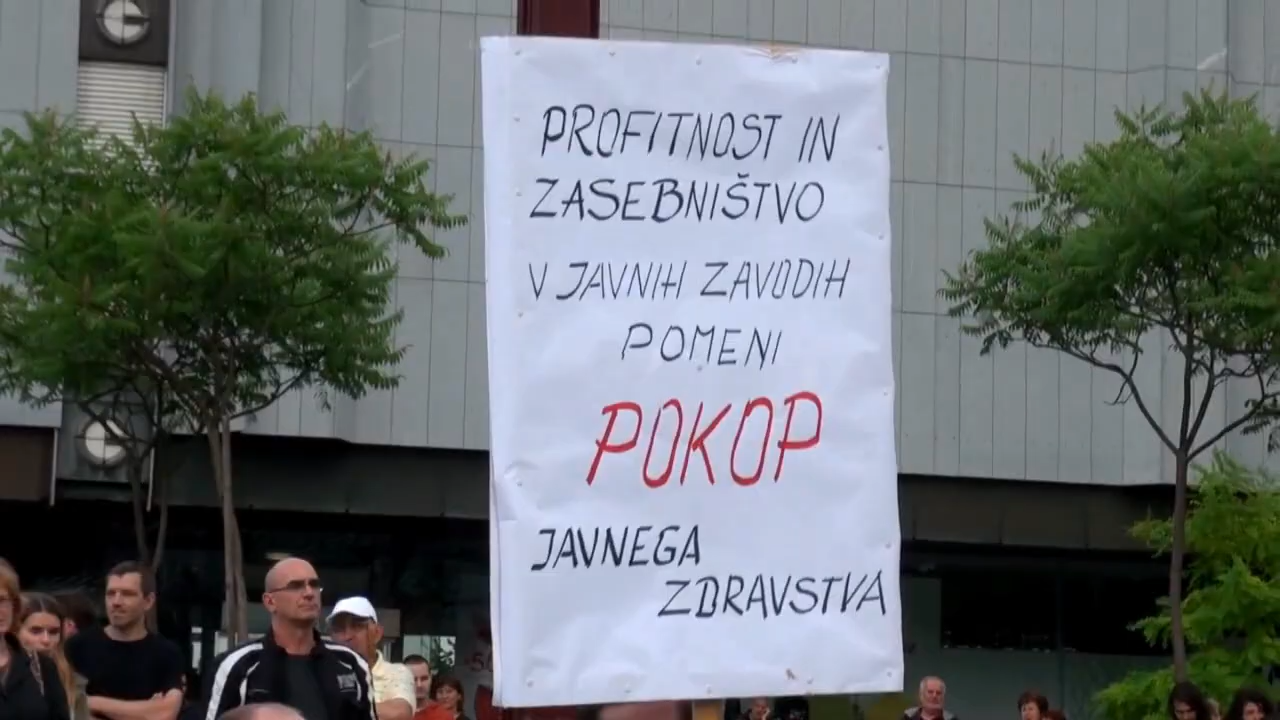 PROFITNOST IN
ZASEBNIŠTVO
V JAVNIH ZAVODIH
POMENI
POKOP
JAVNEGA
ZDRAVSTVA